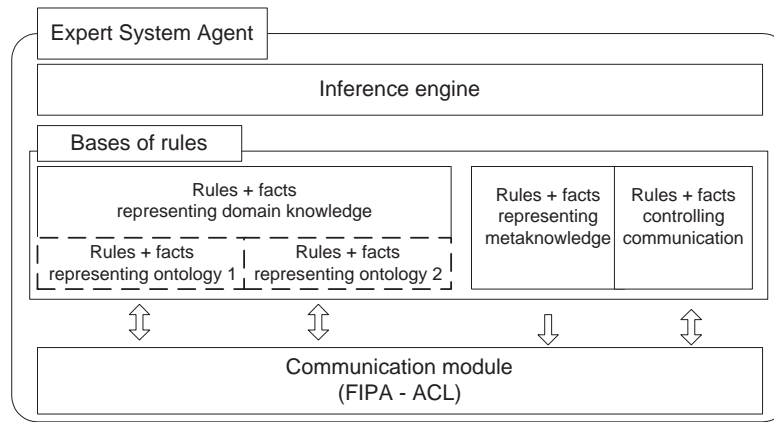 Expert System Agent
Inference engine
Bases of rules
Rules + facts
representing domain knowledge
Rules + facts
representing ontology 1
Rules + facts
representing ontology 2
Rules + facts
representing
metaknowledge
Rules + facts
controlling
communication
Communication module
(FIPA - ACL)